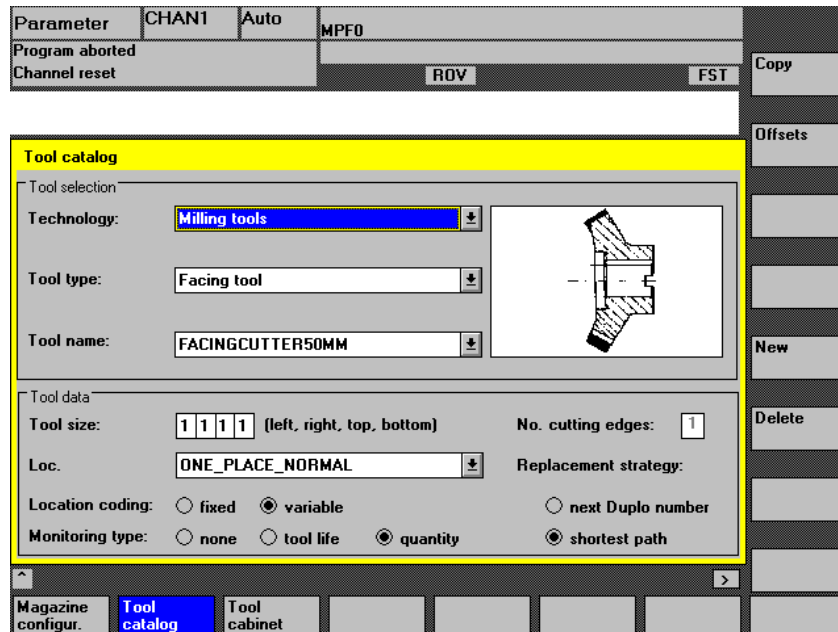 Parameter CHAN1 Auto MPF0
Program aborted
Channel reset ROV FST
Copy
Offsets
New
Delete
Tool catalog
Tool selection
Technology: Milling tools
Tool type: Facing tool
Tool name: FACINGCUTTER50MM
Tool data
Tool size: 1 1 1 1 (left, right, top, bottom) No. cutting edges: 1
Loc. ONE_PLACE_NORMAL Replacement strategy:
Location coding: fixed variable next Duplo number
Monitoring type: none tool life quantity shortest path
^ >
Magazine configur. Tool catalog Tool cabinet